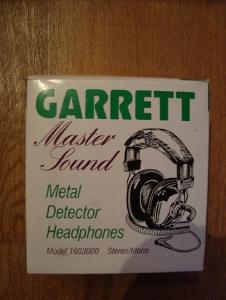 GARRETT
Master
Sound
Metal
Detector
Headphones
Model 1603000 Stereo/Mono